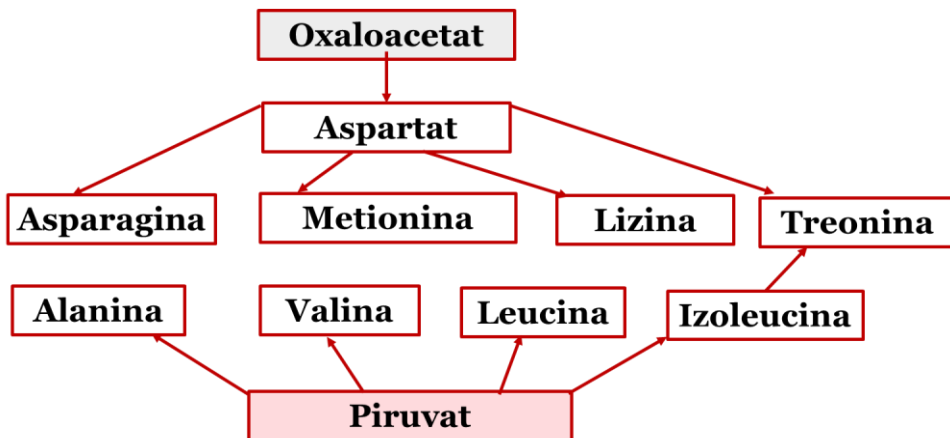 Oxaloacetat
Aspartat
Asparagina
Metionina
Lizina
Treonina
Alanina
Valina
Leucina
Izoleucina
Piruvat